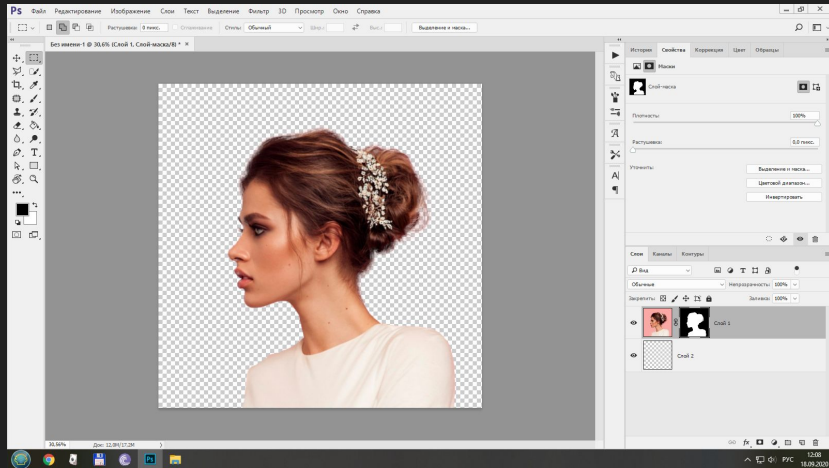 Ps Файл Редактирование Изображение Слои Текст Выделение Фильтр 3D Просмотр Окно Справка
Растушевка: 0 пикс. Сглаживание Стиль: Обычный Шир.: Выс.: Выделение и маска...
Без имени-1 @ 30,6% (Слой 1, Слой-маска/8) * ×
История Свойства Коррекция Цвет Образцы
Маски
Слой-маска
Плотность: 100%
Растушевка: 0,0 пикс.
Уточнить: Выделение и маска...
Цветовой диапазон...
Инвертировать
Слои Каналы Контуры
Вид
Обычные Непрозрачность: 100%
Закрепить: Заливка: 100%
Слой 1
Слой 2
30,56% Док: 12,0M/17,2M
Ps РУС 12:08
18.09.2020